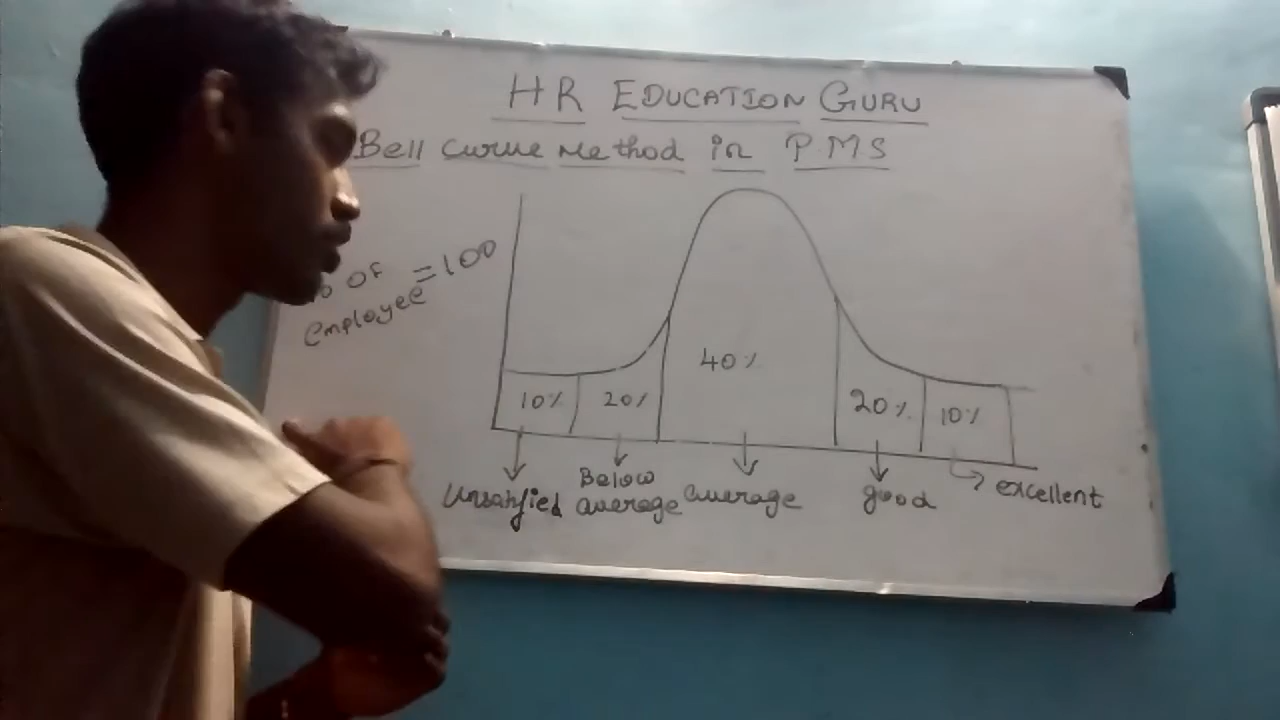 HR EDUCATION GURU
Bell curve Method in PMS
OF
employee = 100
10% 20% 40% 20% 10%
Below
average average good excellent